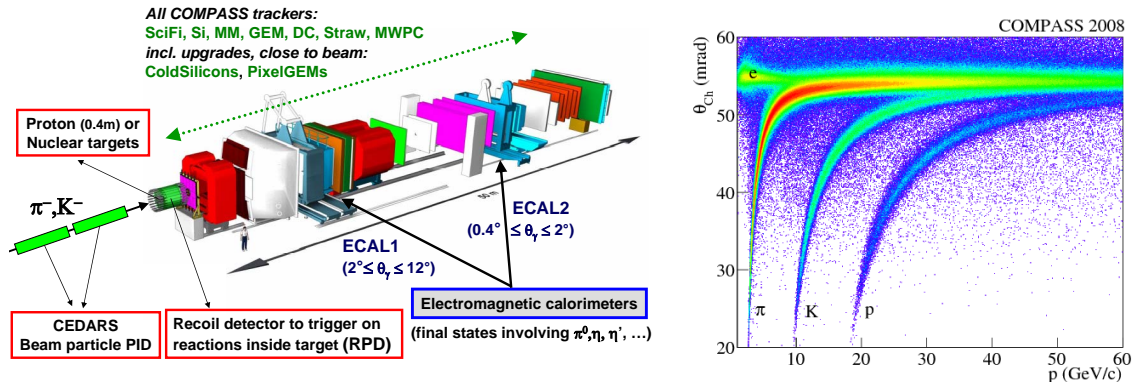 All COMPASS trackers:
SciFi, Si, MM, GEM, DC, Straw, MWPC
incl. upgrades, close to beam:
ColdSilicons, PixelGEMs
Proton (0.4m) or
Nuclear targets
π⁻,K⁻
50 m
ECAL2
(0.4° ≤ θγ ≤ 2°)
ECAL1
(2°≤ θγ ≤ 12°)
CEDARS
Beam particle PID
Recoil detector to trigger on
reactions inside target (RPD)
Electromagnetic calorimeters
(final states involving π⁰,η, η', …)
COMPASS 2008
θCh (mrad)
60
50
40
30
20
e
π
K
p
10
20
30
40
50
60
p (GeV/c)